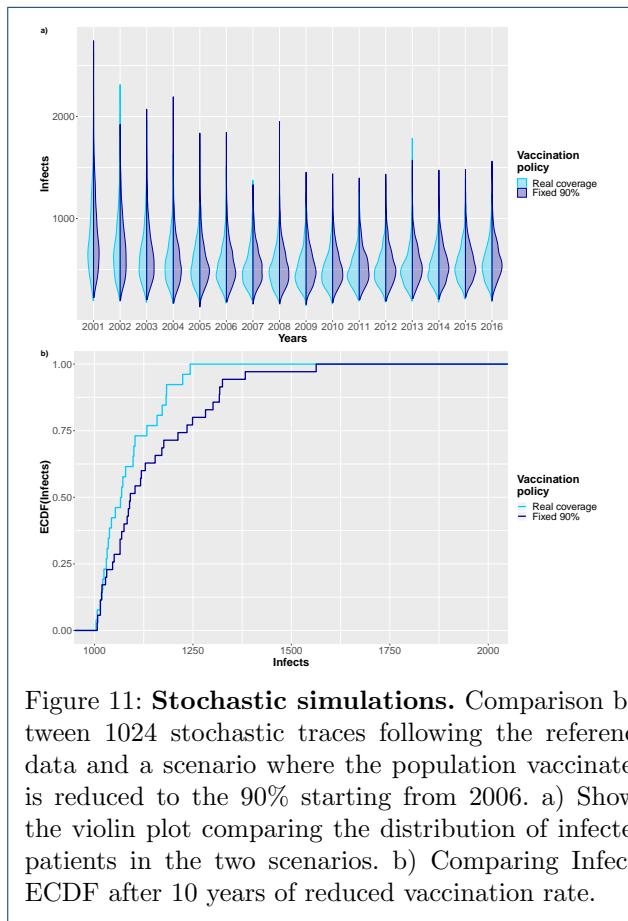 a)
2000
1000
Infects
2001 2002 2003 2004 2005 2006 2007 2008 2009 2010 2011 2012 2013 2014 2015 2016
Years
Vaccination
policy
Real coverage
Fixed 90%
b)
1.00
0.75
0.50
0.25
0.00
ECDF(Infects)
1000 1250 1500 1750 2000
Infects
Vaccination
policy
Real coverage
Fixed 90%
Figure 11: Stochastic simulations. Comparison b
tween 1024 stochastic traces following the referenc
data and a scenario where the population vaccinate
is reduced to the 90% starting from 2006. a) Show
the violin plot comparing the distribution of infecte
patients in the two scenarios. b) Comparing Infec
ECDF after 10 years of reduced vaccination rate.